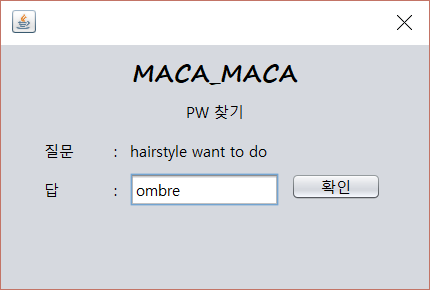 MACA_MACA
PW 찾기
질문 : hairstyle want to do
답 : ombre 확인